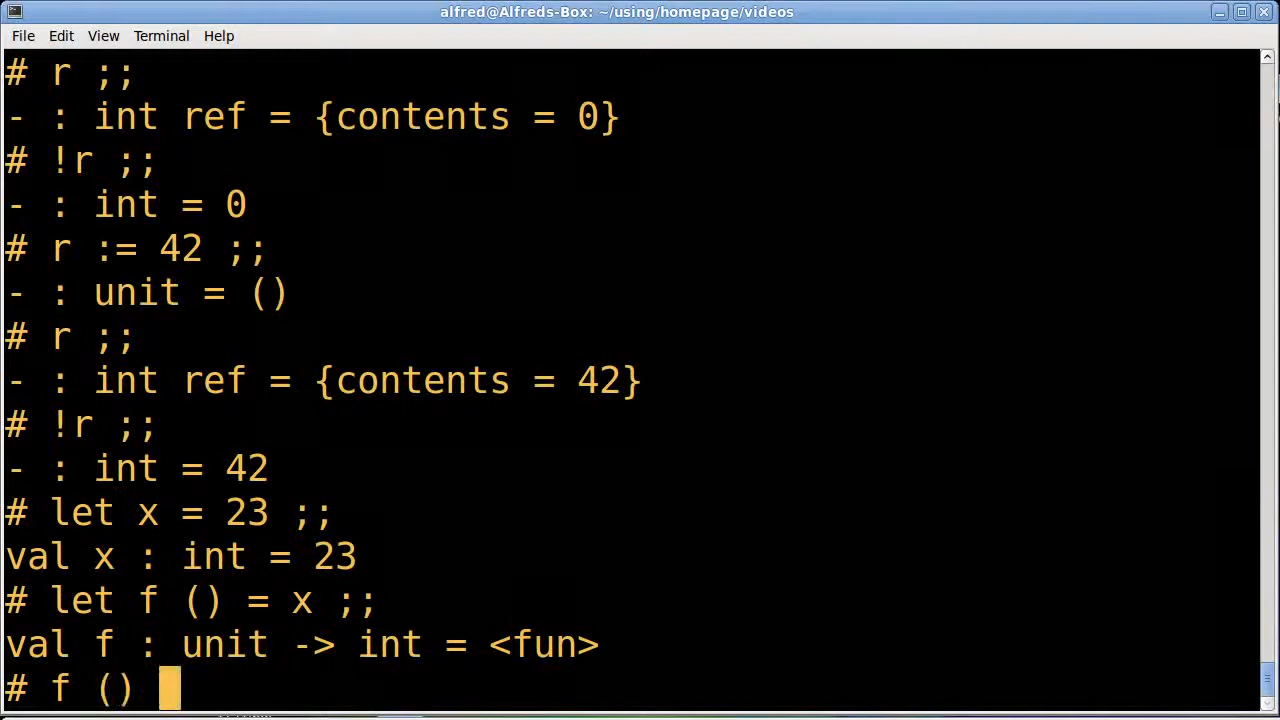 alfred@Alfreds-Box: ~/using/homepage/videos
File Edit View Terminal Help
# r ;;
- : int ref = {contents = 0}
# !r ;;
- : int = 0
# r := 42 ;;
- : unit = ()
# r ;;
- : int ref = {contents = 42}
# !r ;;
- : int = 42
# let x = 23 ;;
val x : int = 23
# let f () = x ;;
val f : unit -> int = <fun>
# f ()